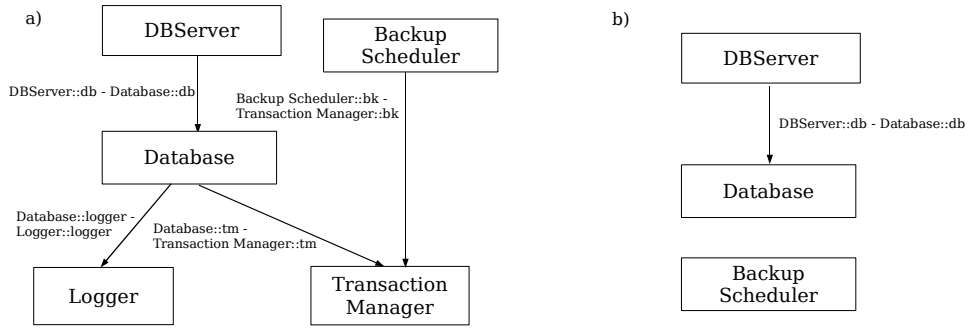 a)
DBServer
Backup
Scheduler
DBServer::db - Database::db
Backup Scheduler::bk -
Transaction Manager::bk
Database
Database::logger -
Logger::logger
Database::tm -
Transaction Manager::tm
Logger
Transaction
Manager
b)
DBServer
DBServer::db - Database::db
Database
Backup
Scheduler